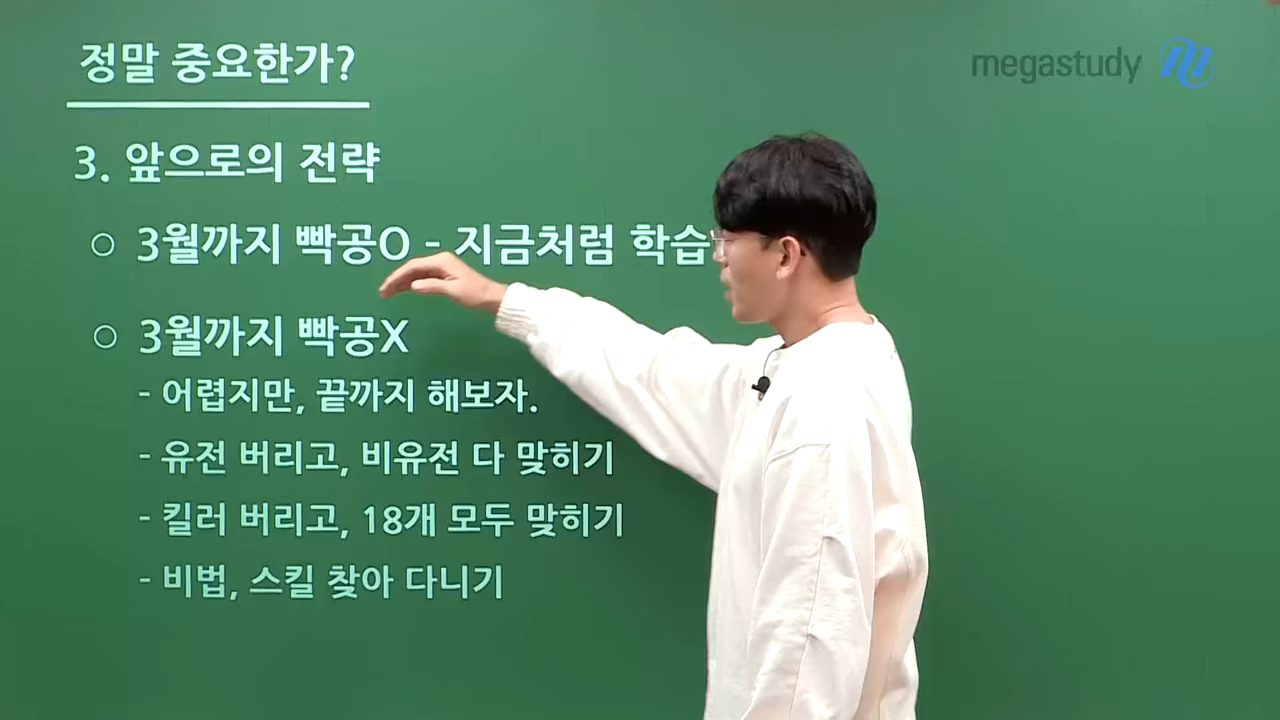 정말 중요한가?
megastudy
3. 앞으로의 전략
○ 3월까지 빡공O - 지금처럼 학습
○ 3월까지 빡공X
- 어렵지만, 끝까지 해보자.
- 유전 버리고, 비유전 다 맞히기
- 킬러 버리고, 18개 모두 맞히기
- 비법, 스킬 찾아 다니기